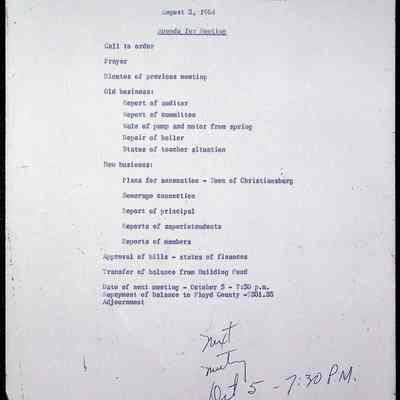 August 2, 1964
Agenda for Meeting
Call to order
Prayer
Minutes of previous meeting
Old business:
Report of auditor
Report of committee
Sale of pump and motor from spring
Repair of boiler
Status of teacher situation
New business:
Plans for annexation - Town of Christiansburg
Sewerage connection
Report of principal
Reports of superintendents
Reports of members
Approval of bills - status of finances
Transfer of balance from Building Fund
Date of next meeting - October 5 - 7:30 p.m.
Repayment of balance to Floyd County -
Adjournment
next
meeting
Oct 5 - 7:30 P.M.